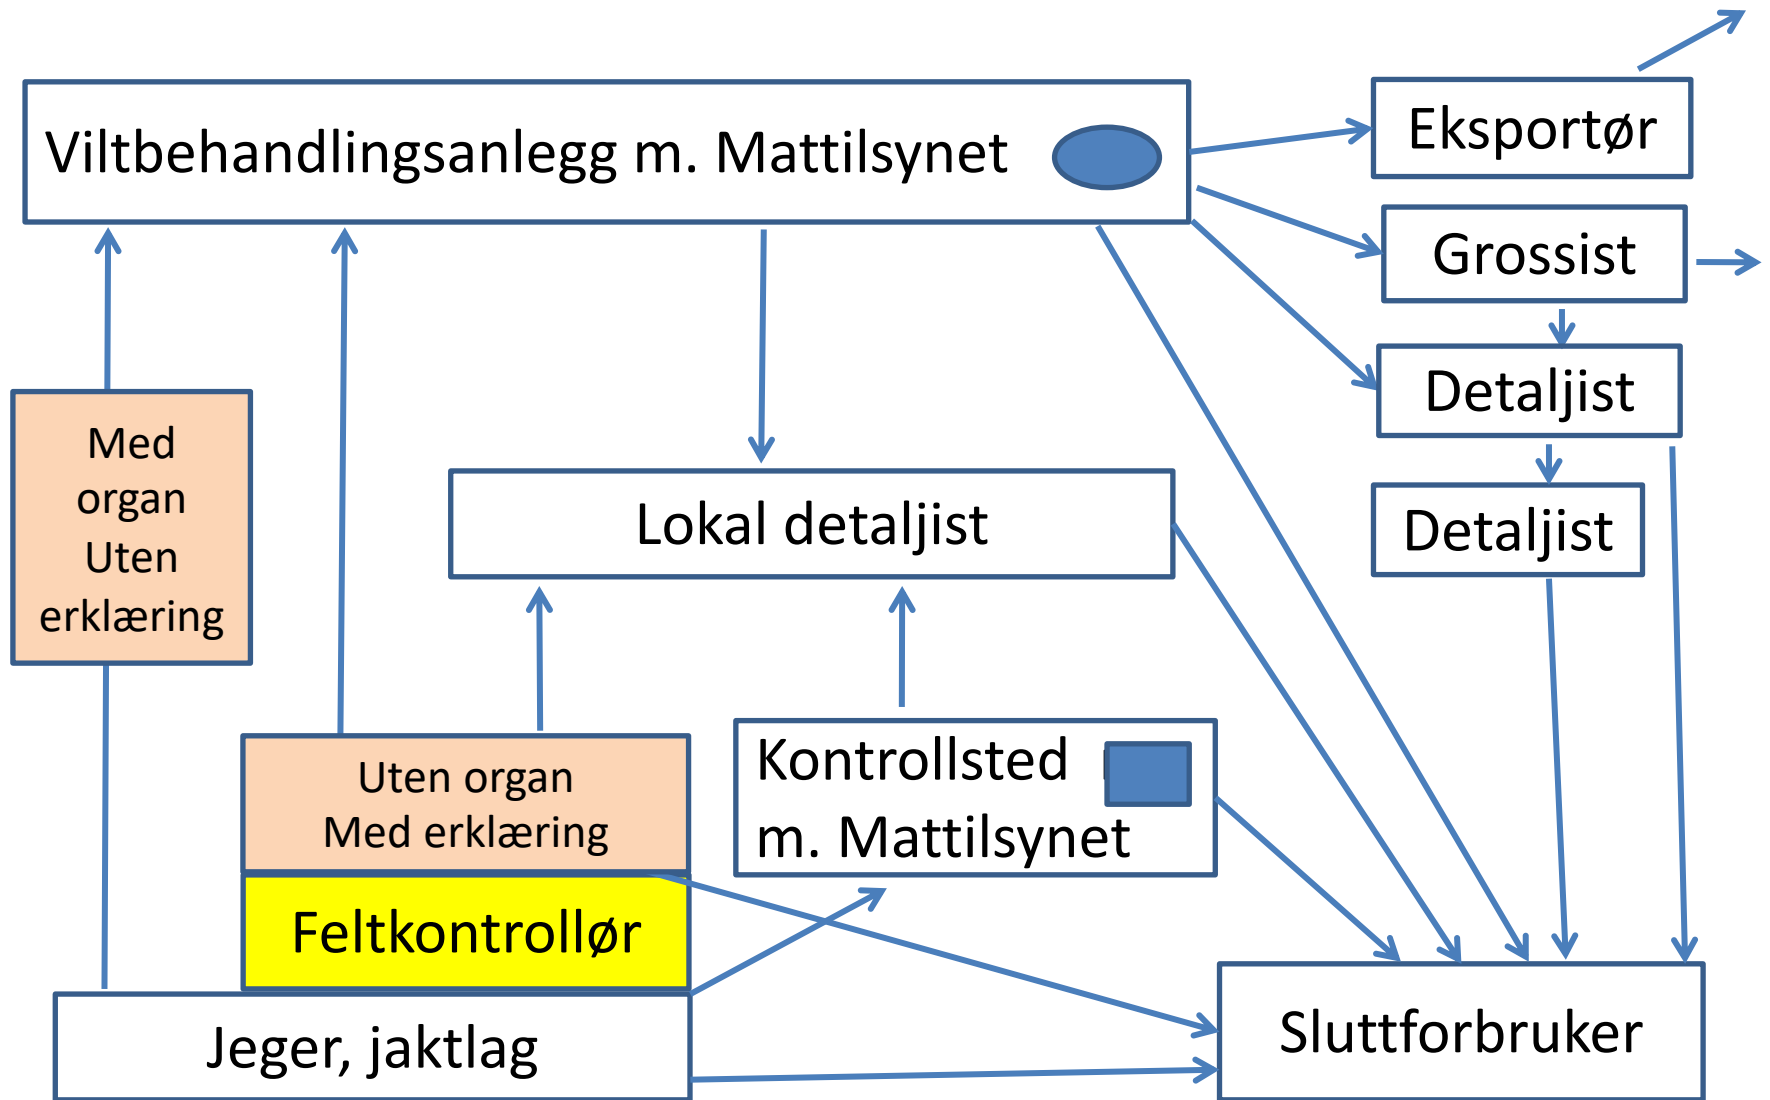 Viltbehandlingsanlegg m. Mattilsynet
Eksportør
Grossist
Detaljist
Detaljist
Med
organ
Uten
erklæring
Lokal detaljist
Uten organ
Med erklæring
Kontrollsted
m. Mattilsynet
Feltkontrollør
Jeger, jaktlag
Sluttforbruker